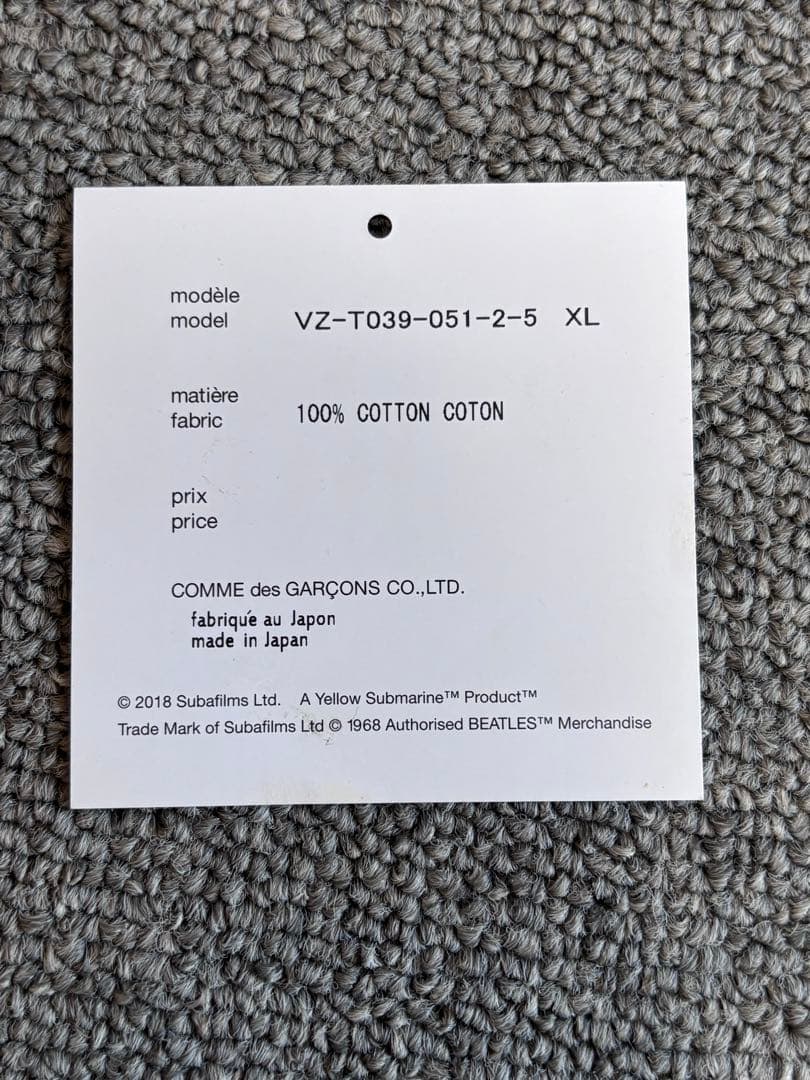 modèle
model VZ-T039-051-2-5 XL
matière
fabric 100% COTTON COTON
prix
price
COMME des GARÇONS CO.,LTD.
fabriqué au Japon
made in Japan
© 2018 Subafilms Ltd. A Yellow Submarine™ Product™
Trade Mark of Subafilms Ltd © 1968 Authorised BEATLES™ Merchandise